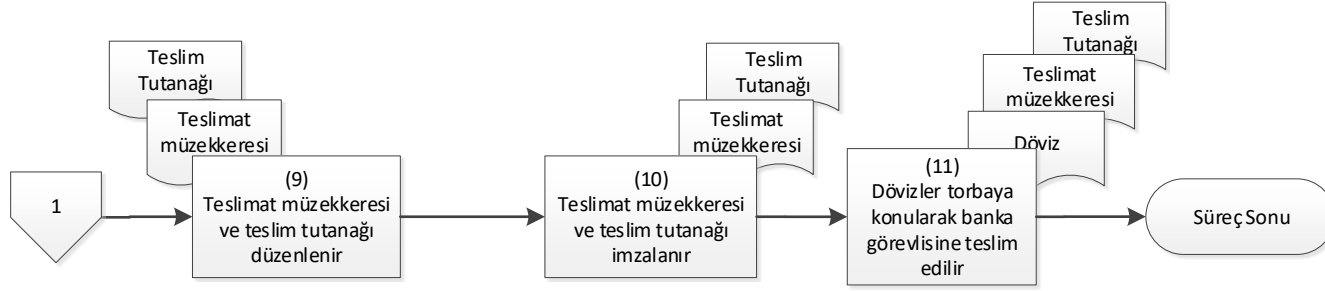 1
Teslim
Tutanağı
Teslimat
müzekkeresi
(9)
Teslimat müzekkeresi
ve teslim tutanağı
düzenlenir
Teslim
Tutanağı
Teslimat
müzekkeresi
(10)
Teslimat müzekkeresi
ve teslim tutanağı
imzalanır
Teslim
Tutanağı
Teslimat
müzekkeresi
Döviz
(11)
Dövizler torbaya
konularak banka
görevlisine teslim
edilir
Süreç Sonu